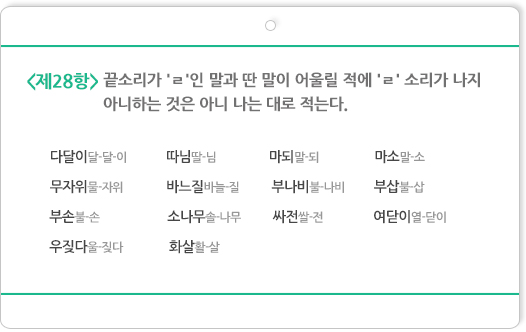 <제28항> 끝소리가 'ㄹ'인 말과 딴 말이 어울릴 적에 'ㄹ' 소리가 나지
아니하는 것은 아니 나는 대로 적는다.
다달이달-달-이 따님딸-님 마되말-되 마소말-소
무자위물-자위 바느질바늘-질 부나비불-나비 부삽불-삽
부손불-손 소나무솔-나무 싸전쌀-전 여닫이열-닫이
우짖다울-짖다 화살활-살